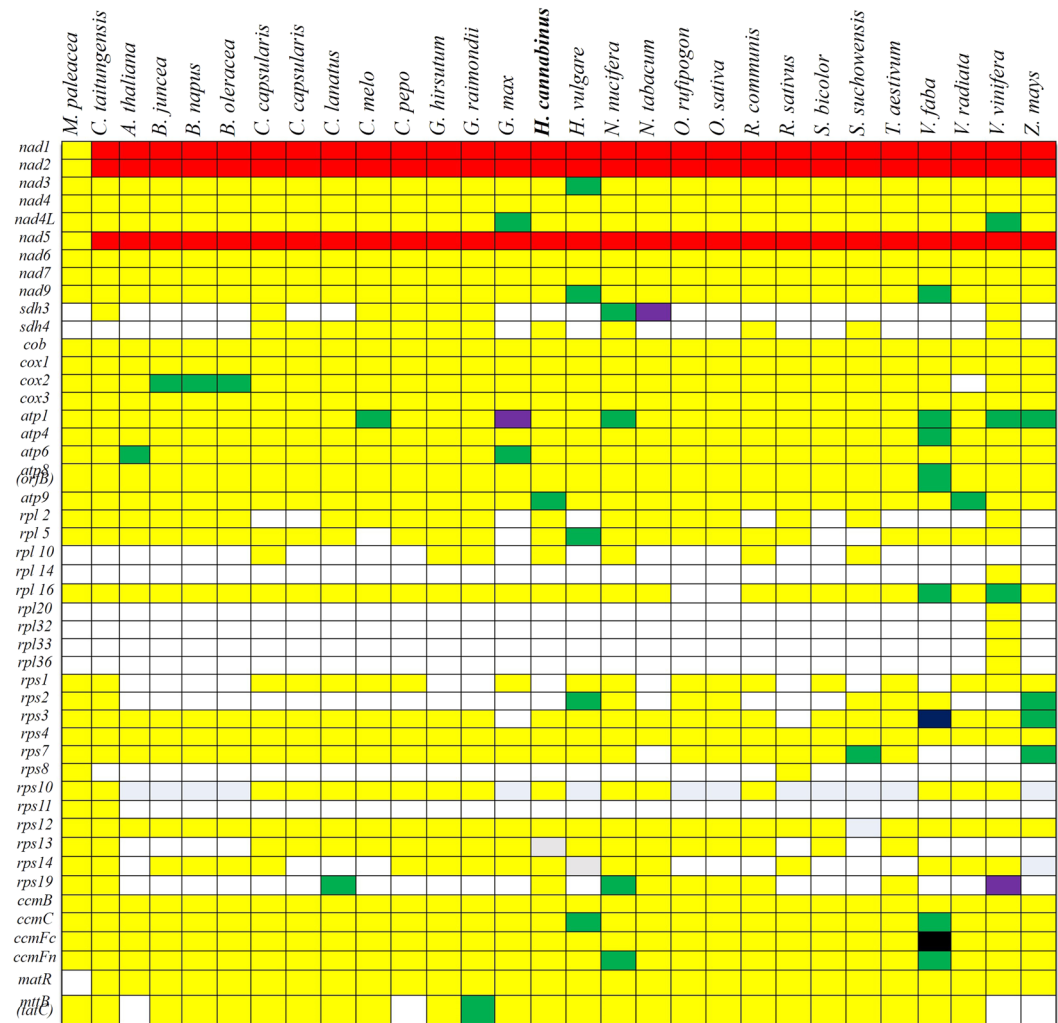 M. paleacea
C. taitungensis
A. lhaliana
B. juncea
B. napus
B. oleracea
C. capsularis
C. capsularis
C. lanatus
C. melo
C. pepo
G. hirsutum
G. raimondii
G. max
H. cannabinus
H. vulgare
N. nucifera
N. tabacum
O. rufipogon
O. sativa
R. communis
R. sativus
S. bicolor
S. suchowensis
T. aestivum
V. faba
V. radiata
V. vinifera
Z. mays
nad1
nad2
nad3
nad4
nad4L
nad5
nad6
nad7
nad9
sdh3
sdh4
cob
cox1
cox2
cox3
atp1
atp4
atp6
atp8
(orfB)
atp9
rpl 2
rpl 5
rpl 10
rpl 14
rpl 16
rpl20
rpl32
rpl33
rpl36
rps1
rps2
rps3
rps4
rps7
rps8
rps10
rps11
rps12
rps13
rps14
rps19
ccmB
ccmC
ccmFc
ccmFn
matR
mttB
(tatC)